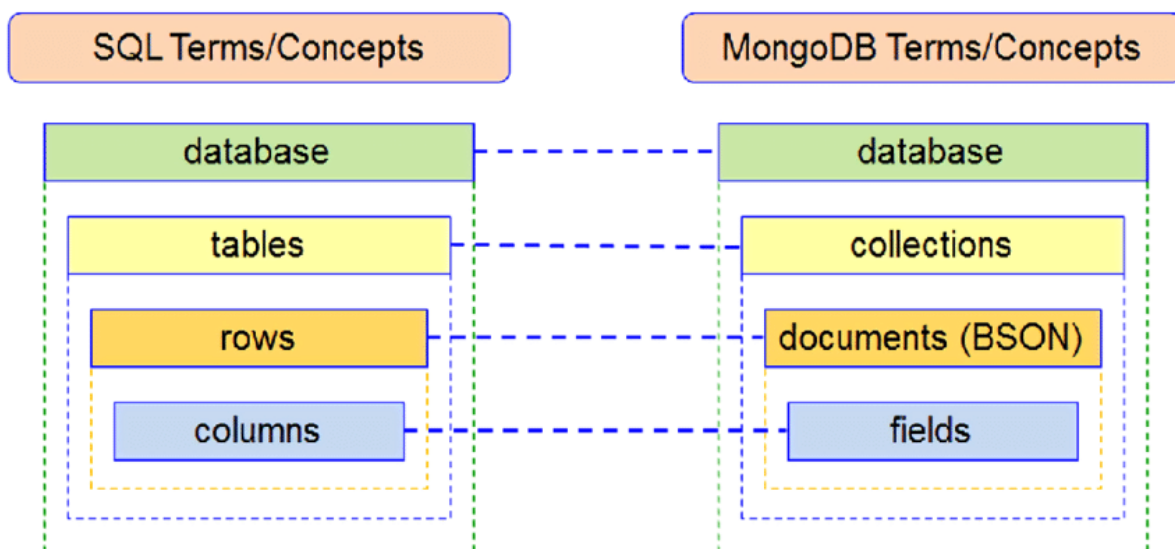 SQL Terms/Concepts
MongoDB Terms/Concepts
database
database
tables
collections
rows
documents (BSON)
columns
fields